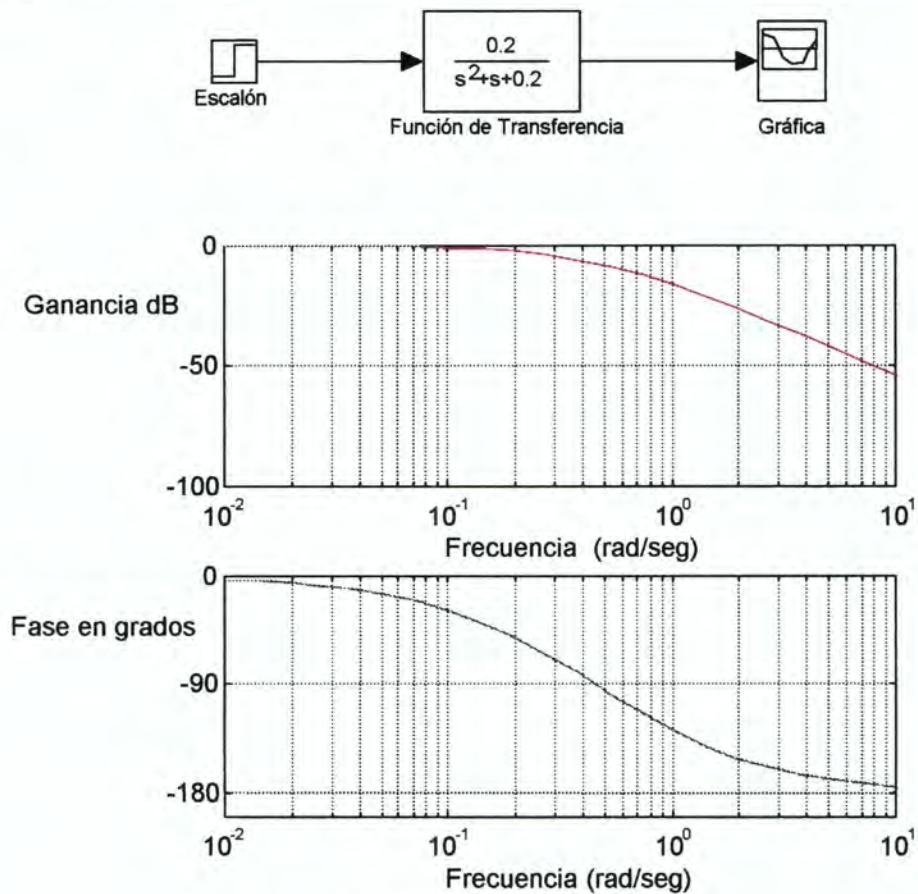 0.2
s²+s+0.2
Escalón
Función de Transferencia
Gráfica
0
Ganancia dB
-50
-100
10⁻² 10⁻¹ 10⁰ 10¹
Frecuencia (rad/seg)
0
Fase en grados
-90
-180
10⁻² 10⁻¹ 10⁰ 10¹
Frecuencia (rad/seg)